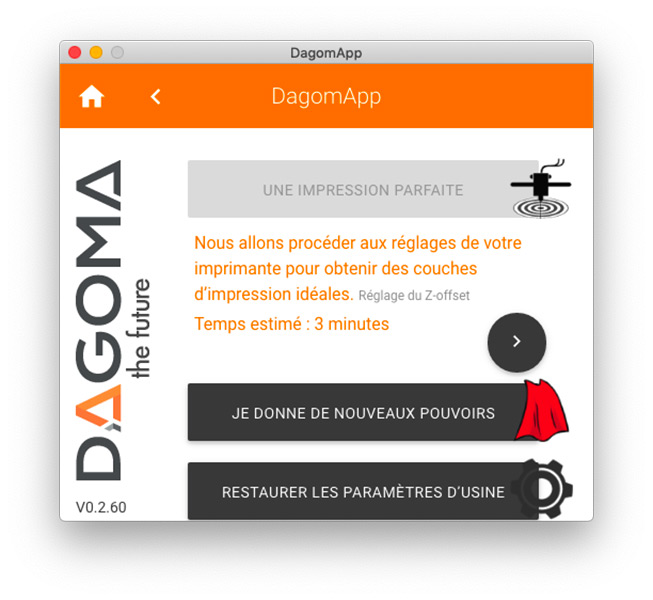 DagomApp
DagomApp
DAGOMA
the future
UNE IMPRESSION PARFAITE
Nous allons procéder aux réglages de votre
imprimante pour obtenir des couches
d’impression idéales. Réglage du Z-offset
Temps estimé : 3 minutes
JE DONNE DE NOUVEAUX POUVOIRS
RESTAURER LES PARAMÈTRES D’USINE
V0.2.60